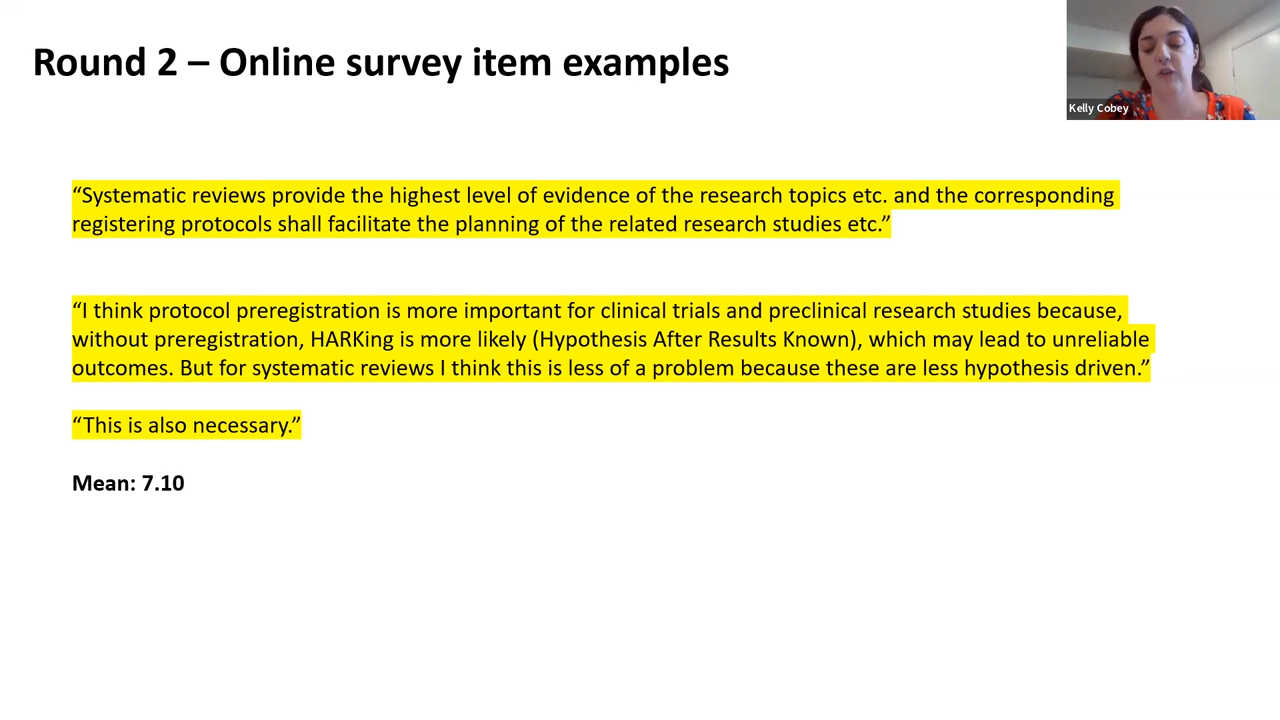 Round 2 – Online survey item examples
Kelly Cobey
“Systematic reviews provide the highest level of evidence of the research topics etc. and the corresponding
registering protocols shall facilitate the planning of the related research studies etc.”
“I think protocol preregistration is more important for clinical trials and preclinical research studies because,
without preregistration, HARKing is more likely (Hypothesis After Results Known), which may lead to unreliable
outcomes. But for systematic reviews I think this is less of a problem because these are less hypothesis driven.”
“This is also necessary.”
Mean: 7.10